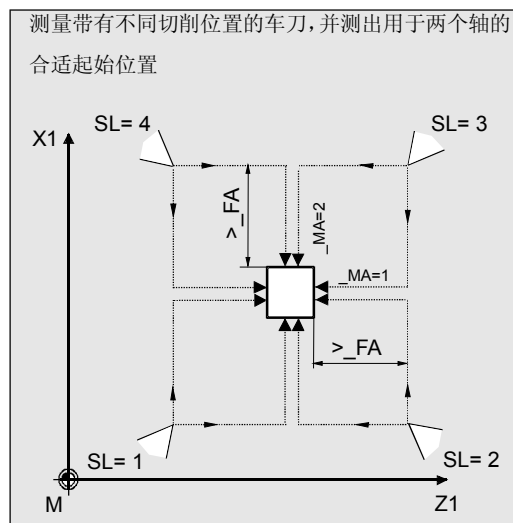 测量带有不同切削位置的车刀,并测出用于两个轴的
合适起始位置
SL= 4
SL= 3
X1
>_FA
_MA=2
_MA=1
>_FA
SL= 1
SL= 2
M
Z1